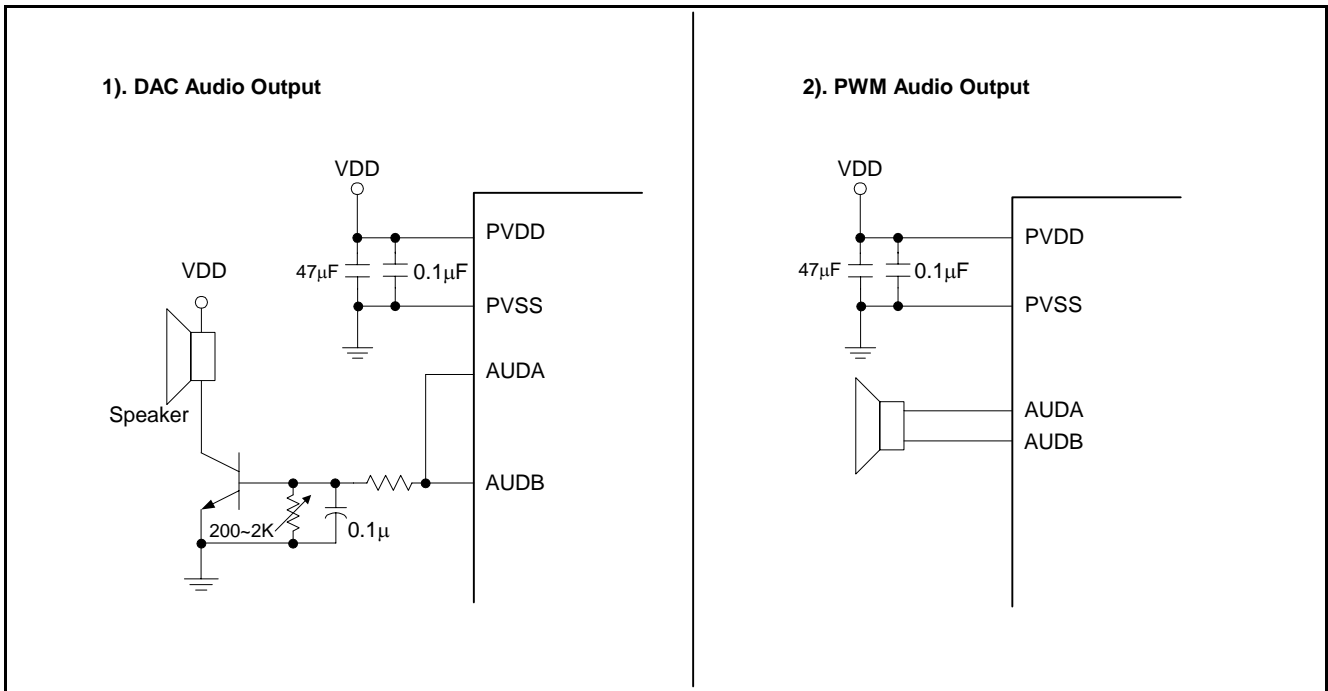 1). DAC Audio Output
VDD
PVDD
47μF
0.1μF
VDD
PVSS
AUDA
Speaker
AUDB
200~2K
0.1μ
2). PWM Audio Output
VDD
PVDD
47μF
0.1μF
PVSS
AUDA
AUDB